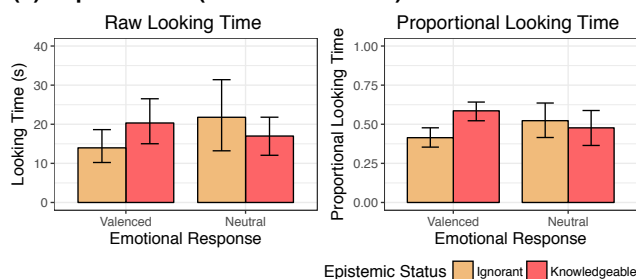 Raw Looking Time
Looking Time (s)
40
30
20
10
0
Valenced
Neutral
Emotional Response
Proportional Looking Time
Proportional Looking Time
1.00
0.75
0.50
0.25
0.00
Valenced
Neutral
Emotional Response
Epistemic Status
Ignorant
Knowledgeable